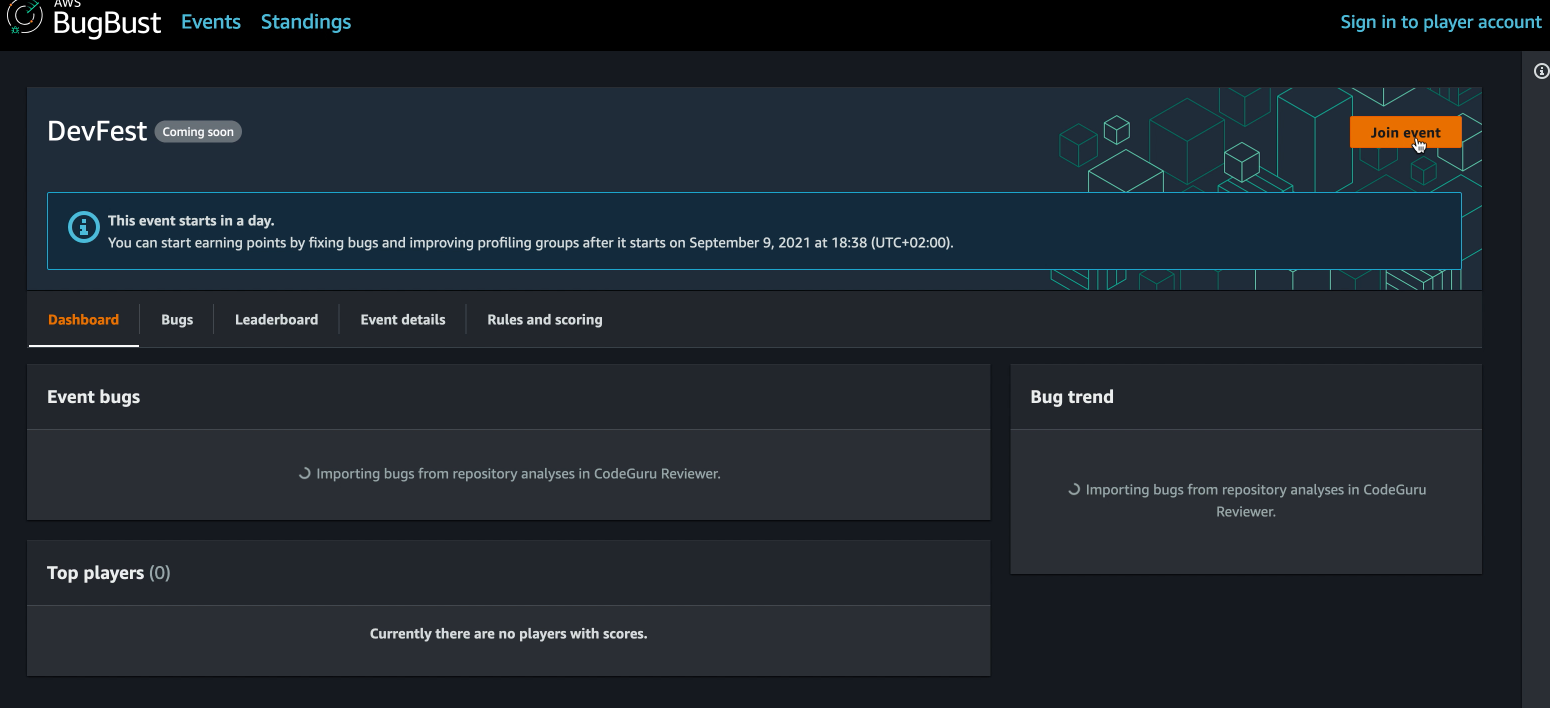 AWS
BugBust
Events
Standings
Sign in to player account
DevFest
Coming soon
Join event
This event starts in a day.
You can start earning points by fixing bugs and improving profiling groups after it starts on September 9, 2021 at 18:38 (UTC+02:00).
Dashboard
Bugs
Leaderboard
Event details
Rules and scoring
Event bugs
Importing bugs from repository analyses in CodeGuru Reviewer.
Bug trend
Importing bugs from repository analyses in CodeGuru
Reviewer.
Top players (0)
Currently there are no players with scores.